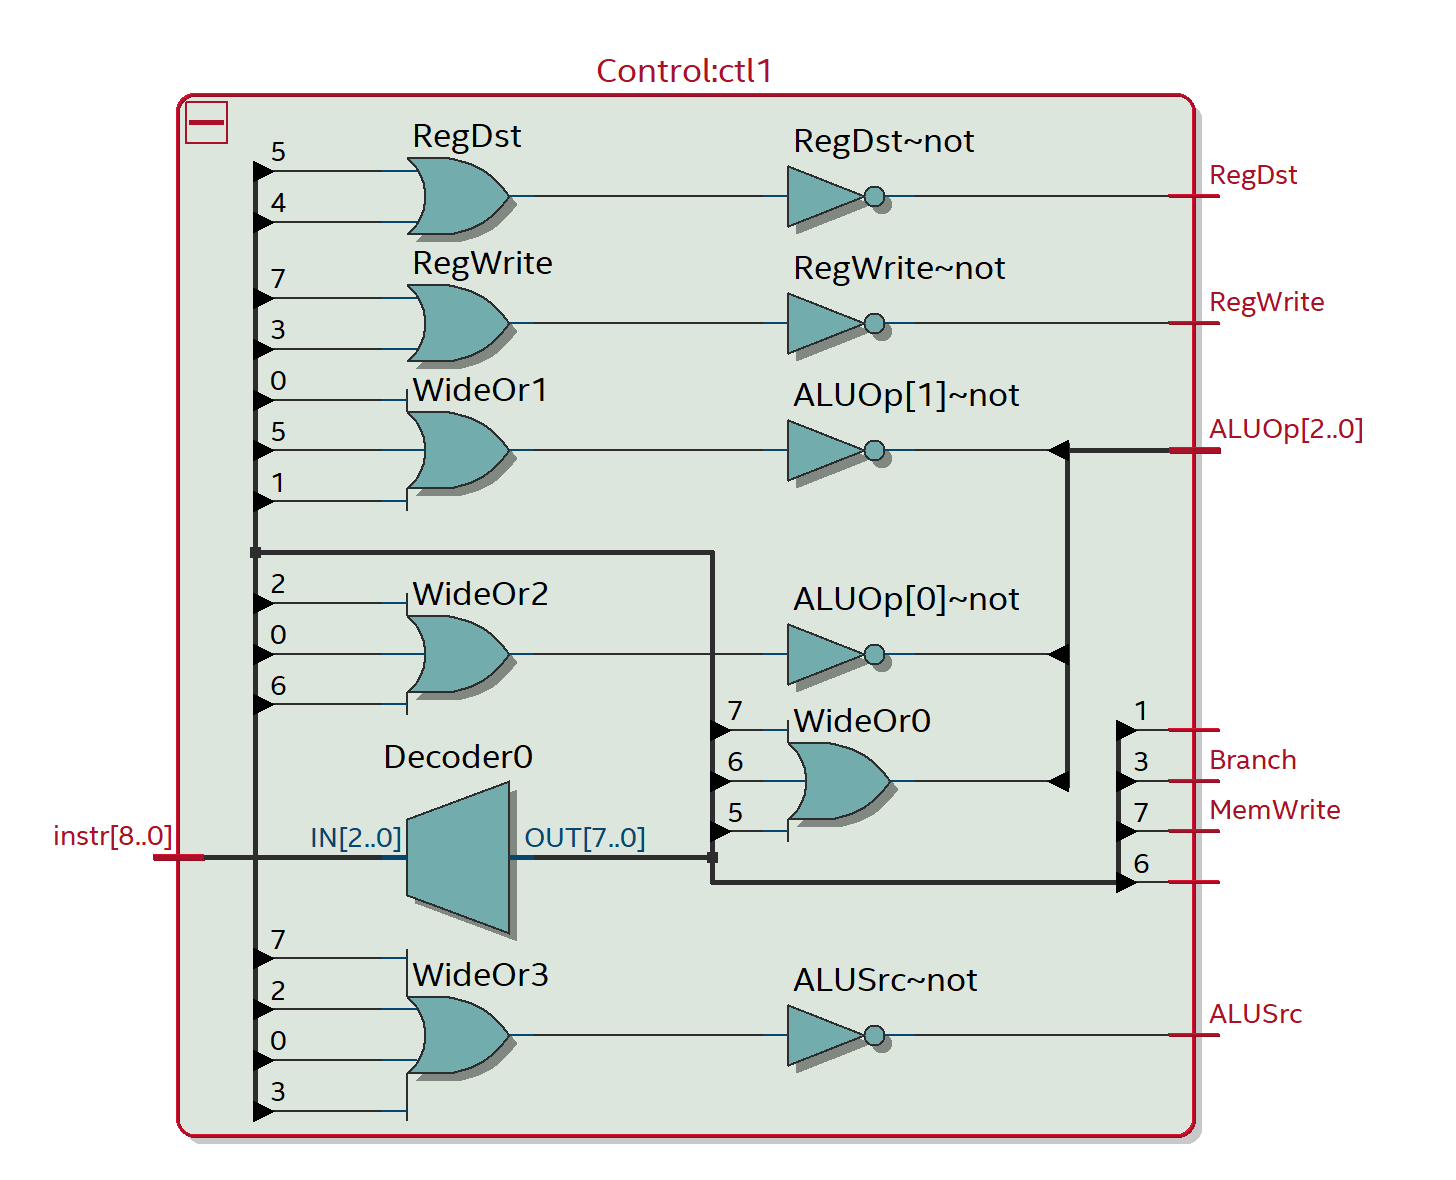 Control:ctl1
RegDst
RegDst~not
5
4
RegDst
RegWrite
RegWrite~not
7
3
RegWrite
WideOr1
ALUOp[1]~not
0
5
1
ALUOp[2..0]
WideOr2
ALUOp[0]~not
2
0
6
WideOr0
7
6
5
Decoder0
instr[8..0]
IN[2..0]
OUT[7..0]
1
3
Branch
7
MemWrite
6
WideOr3
ALUSrc~not
7
2
0
3
ALUSrc